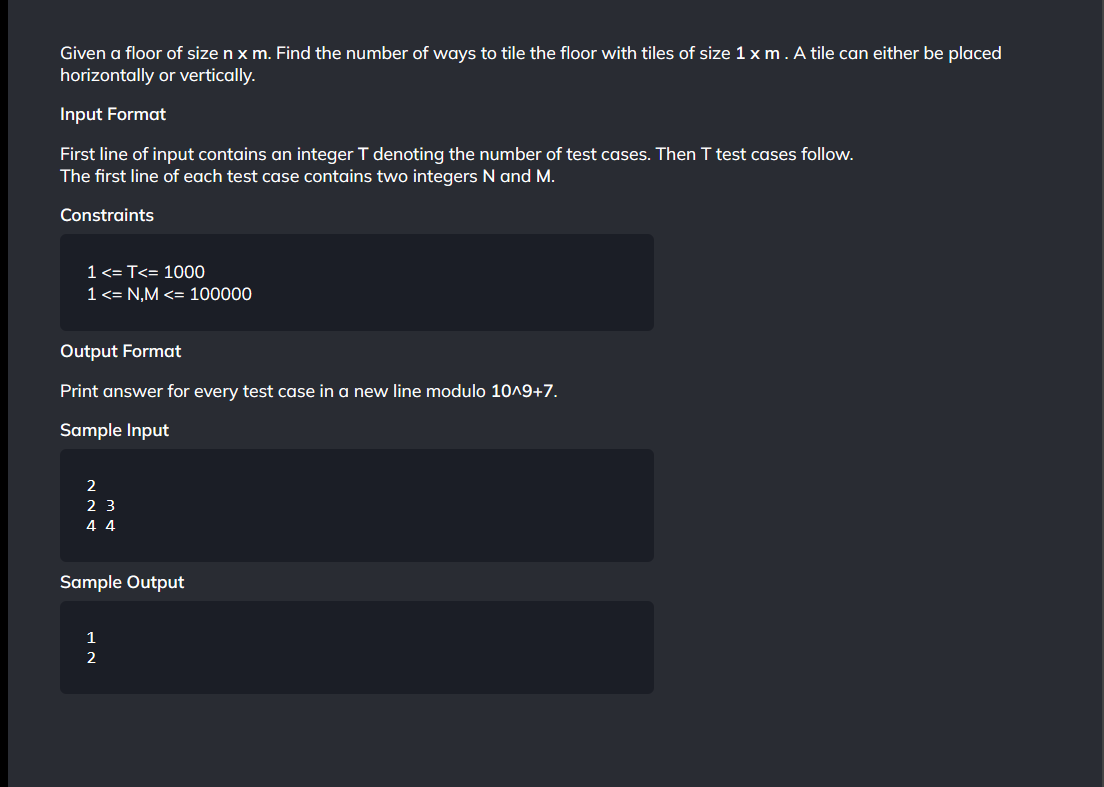 Given a floor of size n x m. Find the number of ways to tile the floor with tiles of size 1 x m . A tile can either be placed
horizontally or vertically.
Input Format
First line of input contains an integer T denoting the number of test cases. Then T test cases follow.
The first line of each test case contains two integers N and M.
Constraints
1 <= T<= 1000
1 <= N,M <= 100000
Output Format
Print answer for every test case in a new line modulo 10^9+7.
Sample Input
2
2 3
4 4
Sample Output
1
2